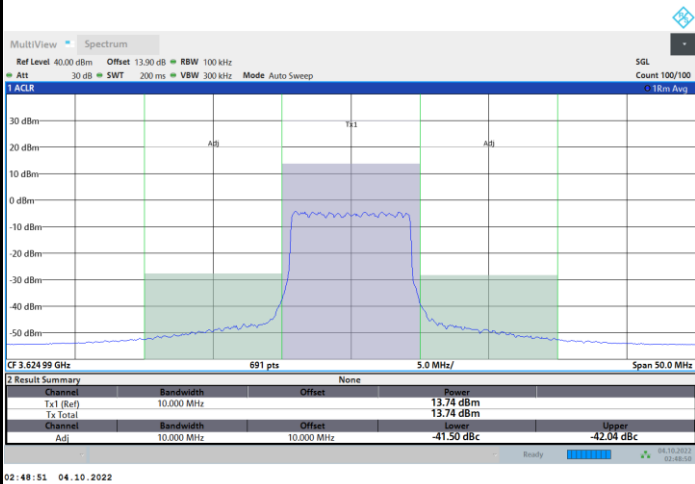 MultiView Spectrum
Ref Level 40.00 dBm Offset 13.90 dB RBW 100 kHz SGL
Att 30 dB SWT 200 ms VBW 300 kHz Mode Auto Sweep Count 100/100
1 ACLR 1Rm Avg
30 dBm
Tx1
20 dBm
Adj Adj
10 dBm
0 dBm
-10 dBm
-20 dBm
-30 dBm
-40 dBm
-50 dBm
CF 3.624 99 GHz 691 pts 5.0 MHz/ Span 50.0 MHz
2 Result Summary None
Channel Bandwidth Offset Power
Tx1 (Ref) 10.000 MHz 13.74 dBm
Tx Total 13.74 dBm
Channel Bandwidth Offset Lower Upper
Adj 10.000 MHz 10.000 MHz -41.50 dBc -42.04 dBc
Ready 04.10.2022
02:48:50
02:48:51 04.10.2022